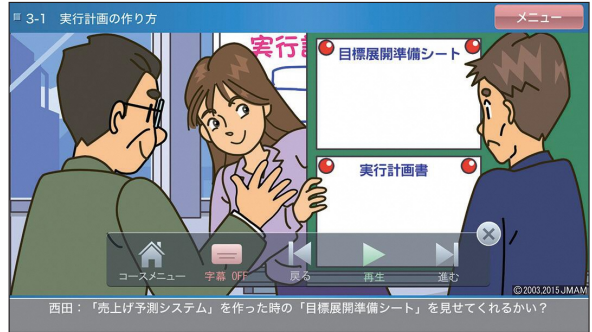 3-1 実行計画の作り方
メニュー
実行
目標展開準備シート
実行計画書
コースメニュー
字幕 OFF
戻る
再生
進む
©2003,2015 JMAM
西田：「売上げ予測システム」を作った時の「目標展開準備シート」を見せてくれるかい？